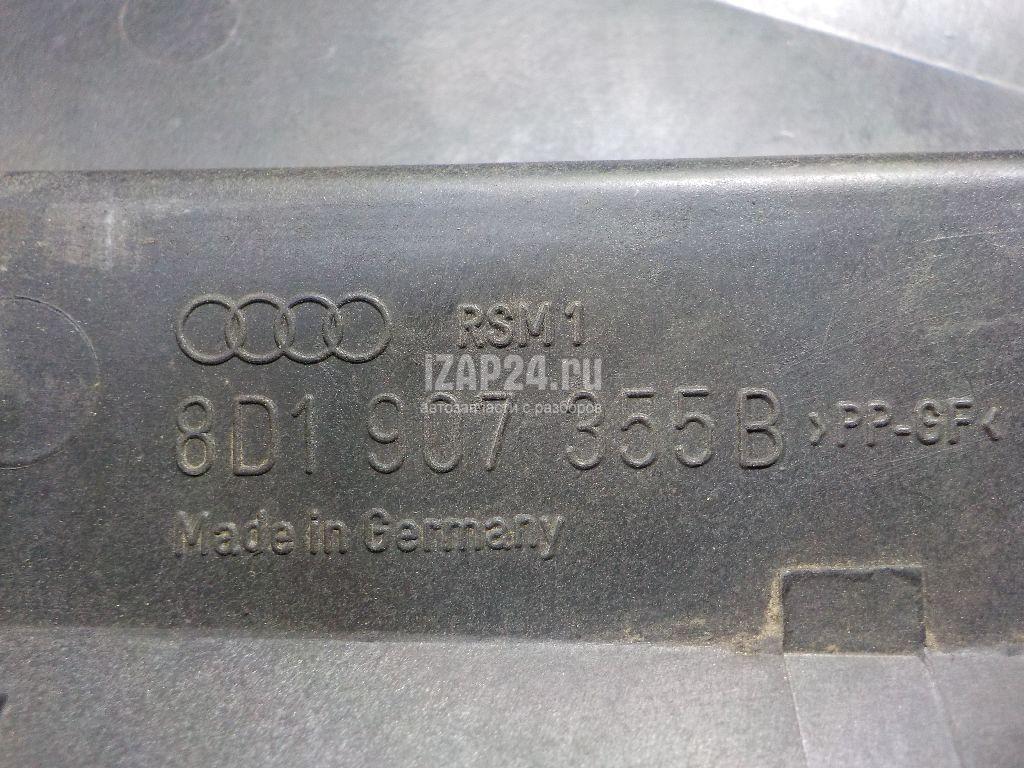 RSM1
IZAP24.ru
автозапчасти с разборов
8D1 907 355B >PP-GF<
Made in Germany